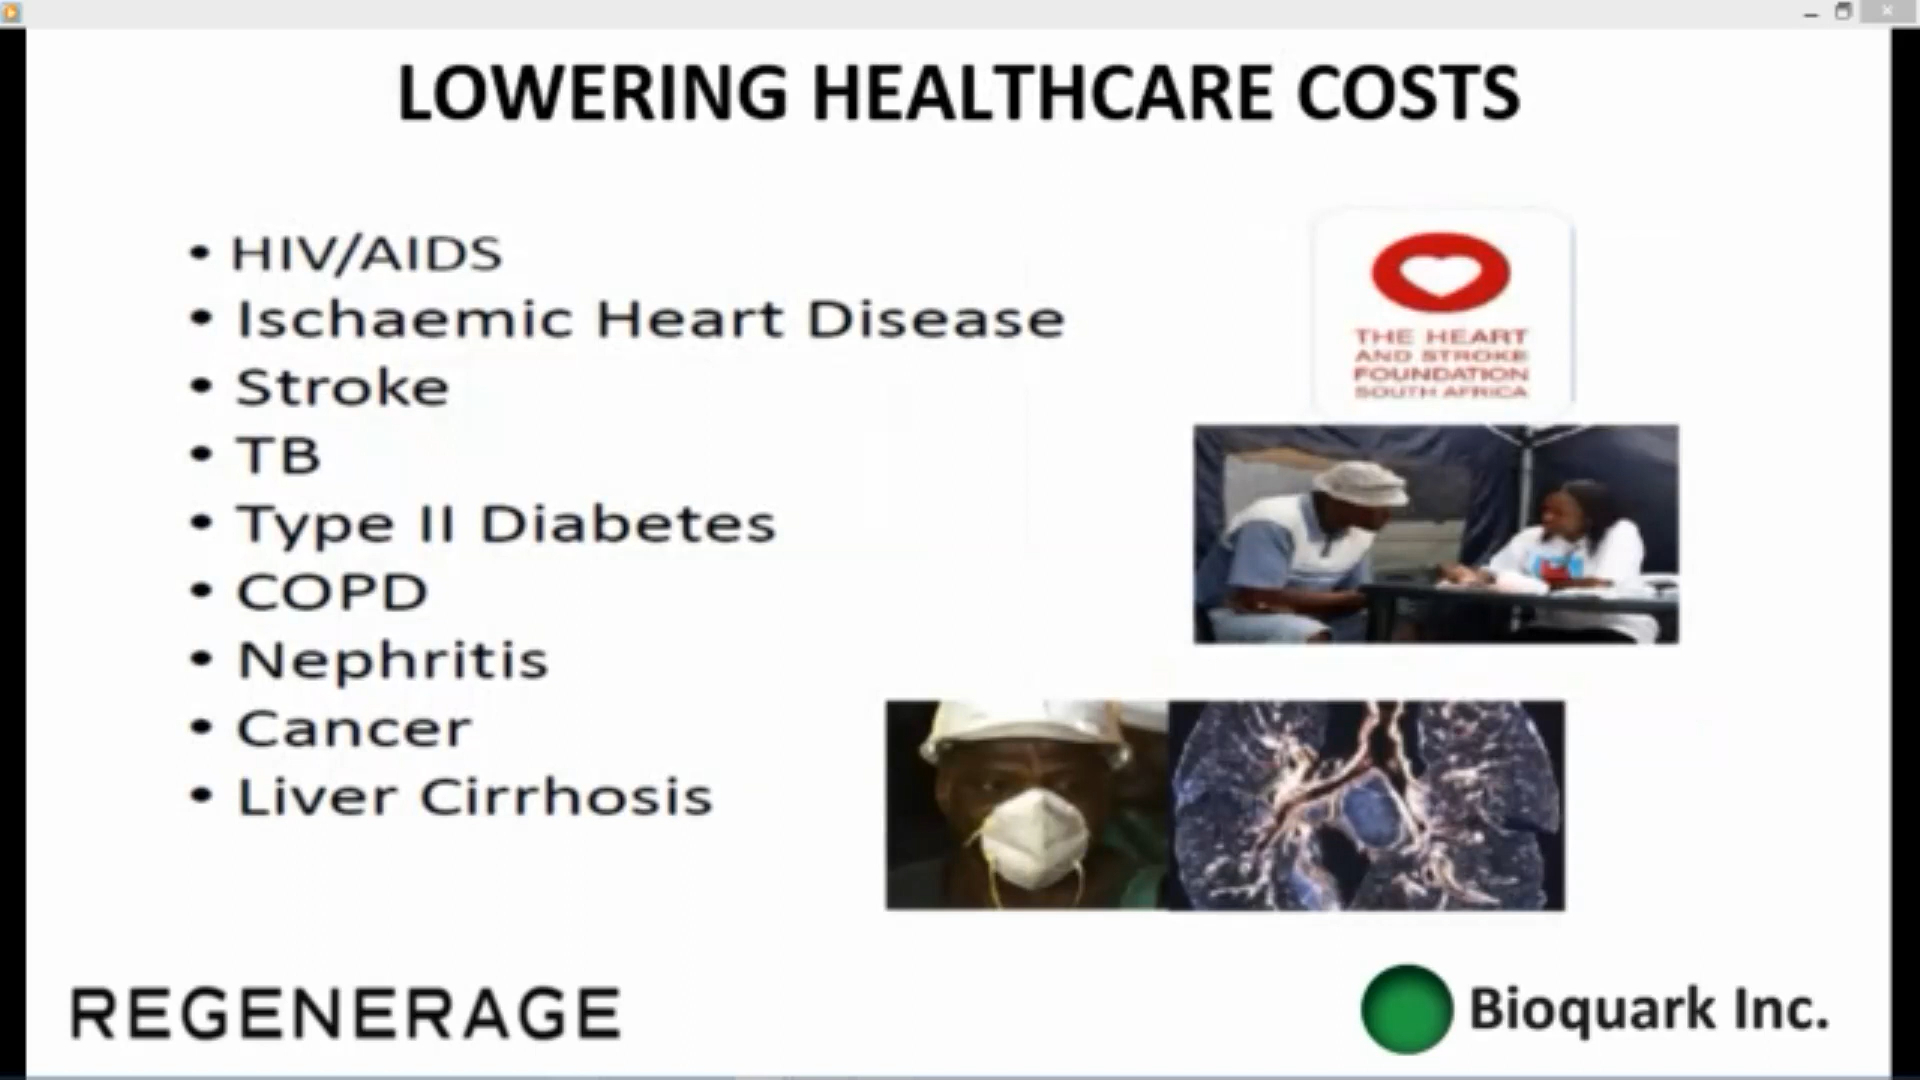 LOWERING HEALTHCARE COSTS
• HIV/AIDS
• Ischaemic Heart Disease
• Stroke
• TB
• Type II Diabetes
• COPD
• Nephritis
• Cancer
• Liver Cirrhosis
THE HEART
AND STROKE
FOUNDATION
SOUTH AFRICA
REGENERAGE
Bioquark Inc.